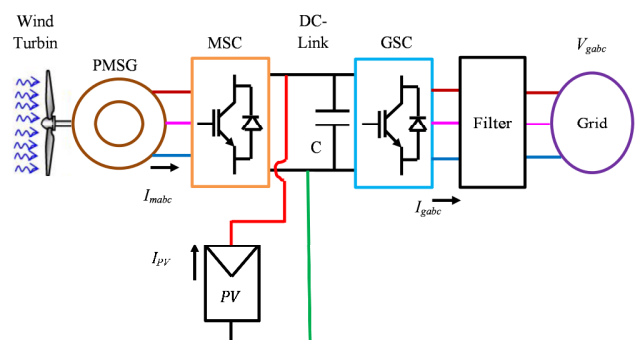 Wind
Turbin
PMSG
MSC
DC-
Link
GSC
V_gabc
Filter
Grid
C
I_mabc
I_gabc
I_PV
PV